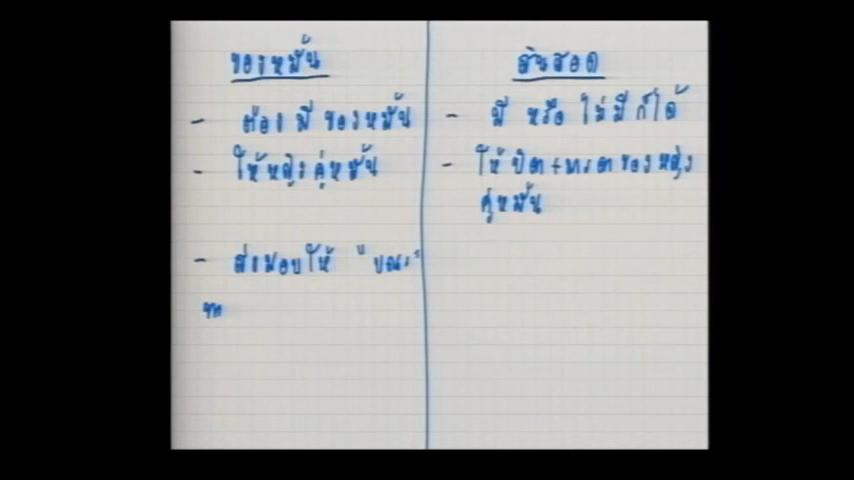 ของหมั้น
- ต้องมีของหมั้น
- ให้หญิงคู่หมั้น
- ส่งมอบให้ "ขณะ"
ทำ
สินสอด
- มี หรือ ไม่มีก็ได้
- ให้บิดา+มารดาของหญิง
คู่หมั้น